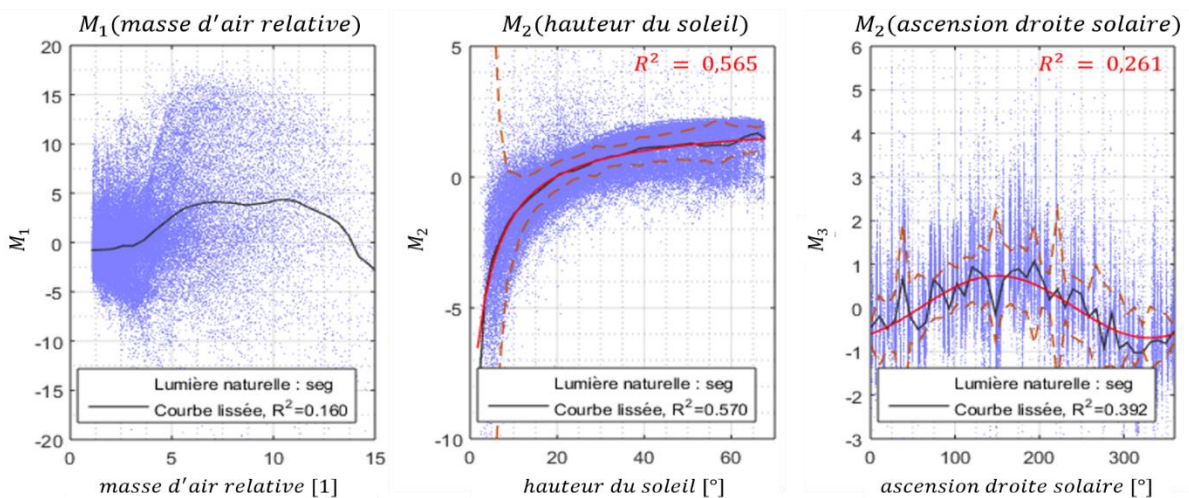 M₁(masse d'air relative)
M₁
20
15
10
5
0
-5
-10
-15
-20
Lumière naturelle : seg
Courbe lissée, R²=0.160
0 5 10 15
masse d'air relative [1]
M₂(hauteur du soleil)
R² = 0,565
M₂
5
0
-5
-10
Lumière naturelle : seg
Courbe lissée, R²=0.570
0 20 40 60
hauteur du soleil [°]
M₂(ascension droite solaire)
R² = 0,261
M₃
6
5
4
3
2
1
0
-1
-2
-3
Lumière naturelle : seg
Courbe lissée, R²=0.392
0 100 200 300
ascension droite solaire [°]